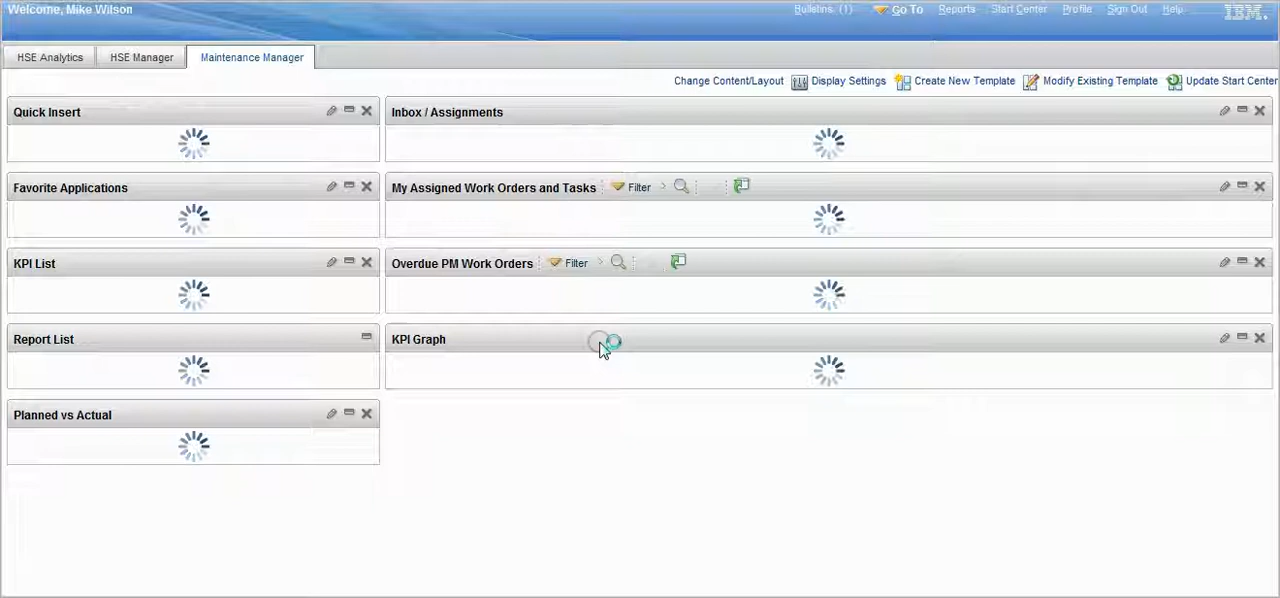 Welcome, Mike Wilson
Bulletins: (1) Go To Reports Start Center Profile Sign Out Help IBM.
HSE Analytics HSE Manager Maintenance Manager
Change Content/Layout Display Settings Create New Template Modify Existing Template Update Start Center
Quick Insert Inbox / Assignments
Favorite Applications My Assigned Work Orders and Tasks Filter
KPI List Overdue PM Work Orders Filter
Report List KPI Graph
Planned vs Actual